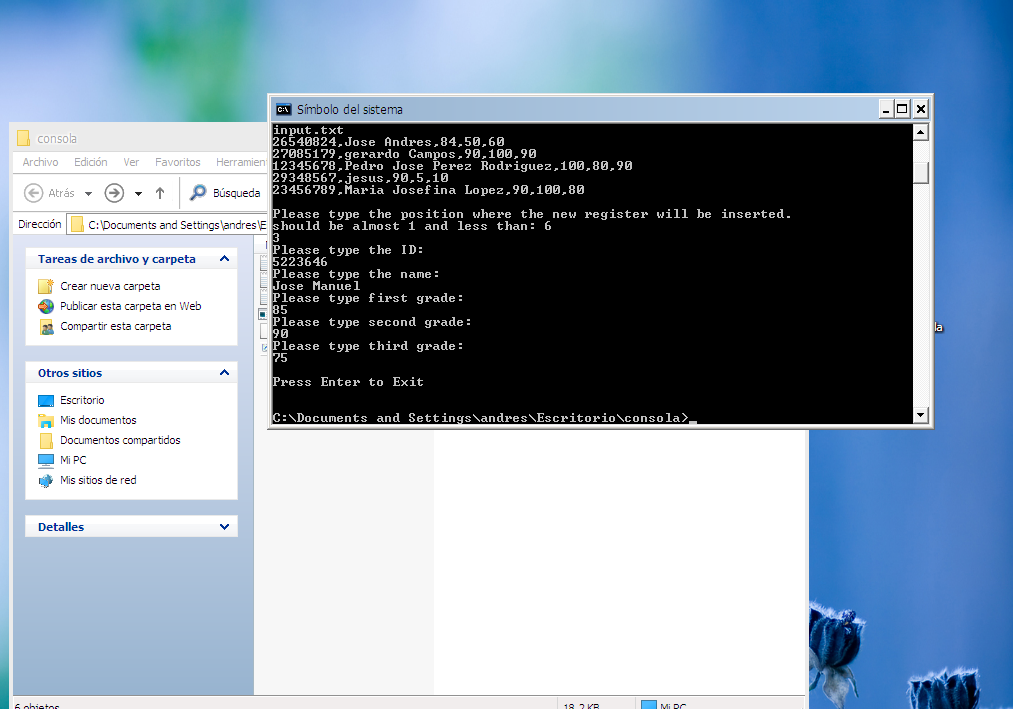 consola
Archivo Edición Ver Favoritos
Atrás Búsqueda
Dirección C:\Documents and Settings\andres\E
Tareas de archivo y carpeta
Crear nueva carpeta
Publicar esta carpeta en Web
Compartir esta carpeta
Otros sitios
Escritorio
Mis documentos
Documentos compartidos
Mi PC
Mis sitios de red
Detalles
6 objetos 18,2 KB Mi PC
C:\ Símbolo del sistema
input.txt
26540824,Jose Andres,84,50,60
27085179,gerardo Campos,90,100,90
12345678,Pedro Jose Perez Rodriguez,100,80,90
29348567,jesus,90,5,10
23456789,Maria Josefina Lopez,90,100,80
Please type the position where the new register will be inserted.
should be almost 1 and less than: 6
3
Please type the ID:
5223646
Please type the name:
Jose Manuel
Please type first grade:
85
Please type second grade:
90
Please type third grade:
75
Press Enter to Exit
C:\Documents and Settings\andres\Escritorio\consola>_